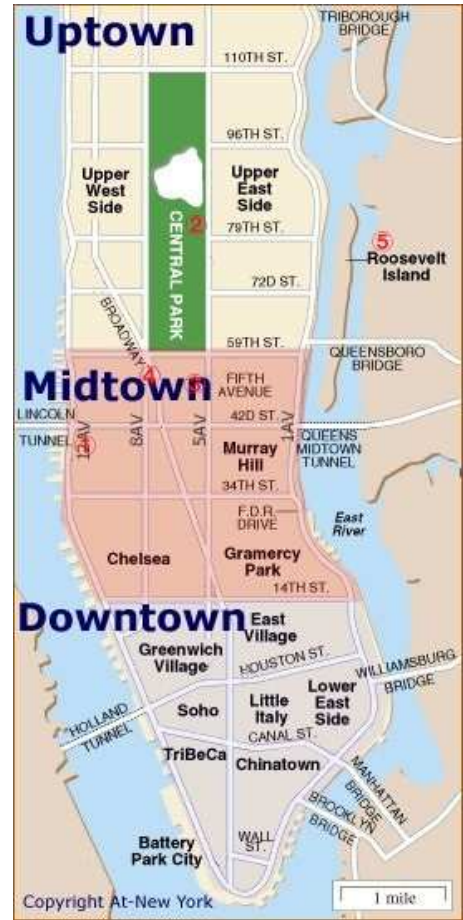 Uptown
TRIBOROUGH
BRIDGE
110TH ST.
96TH ST.
Upper
West
Side
Upper
East
Side
CENTRAL PARK
2
79TH ST.
5
Roosevelt
Island
72D ST.
BROADWAY
59TH ST.
QUEENSBORO
BRIDGE
Midtown
FIFTH
AVENUE
LINCOLN
TUNNEL
42D ST.
12AV
8AV
5AV
1AV
QUEENS
MIDTOWN
TUNNEL
Murray
Hill
34TH ST.
F.D.R.
DRIVE
East
River
Chelsea
Gramercy
Park
14TH ST.
Downtown
East
Village
Greenwich
Village
HOUSTON ST.
WILLIAMSBURG
BRIDGE
Soho
Little
Italy
Lower
East
Side
HOLLAND
TUNNEL
CANAL ST.
TriBeCa
Chinatown
MANHATTAN
BRIDGE
BROOKLYN
BRIDGE
WALL
ST.
Battery
Park City
Copyright At-New York
1 mile